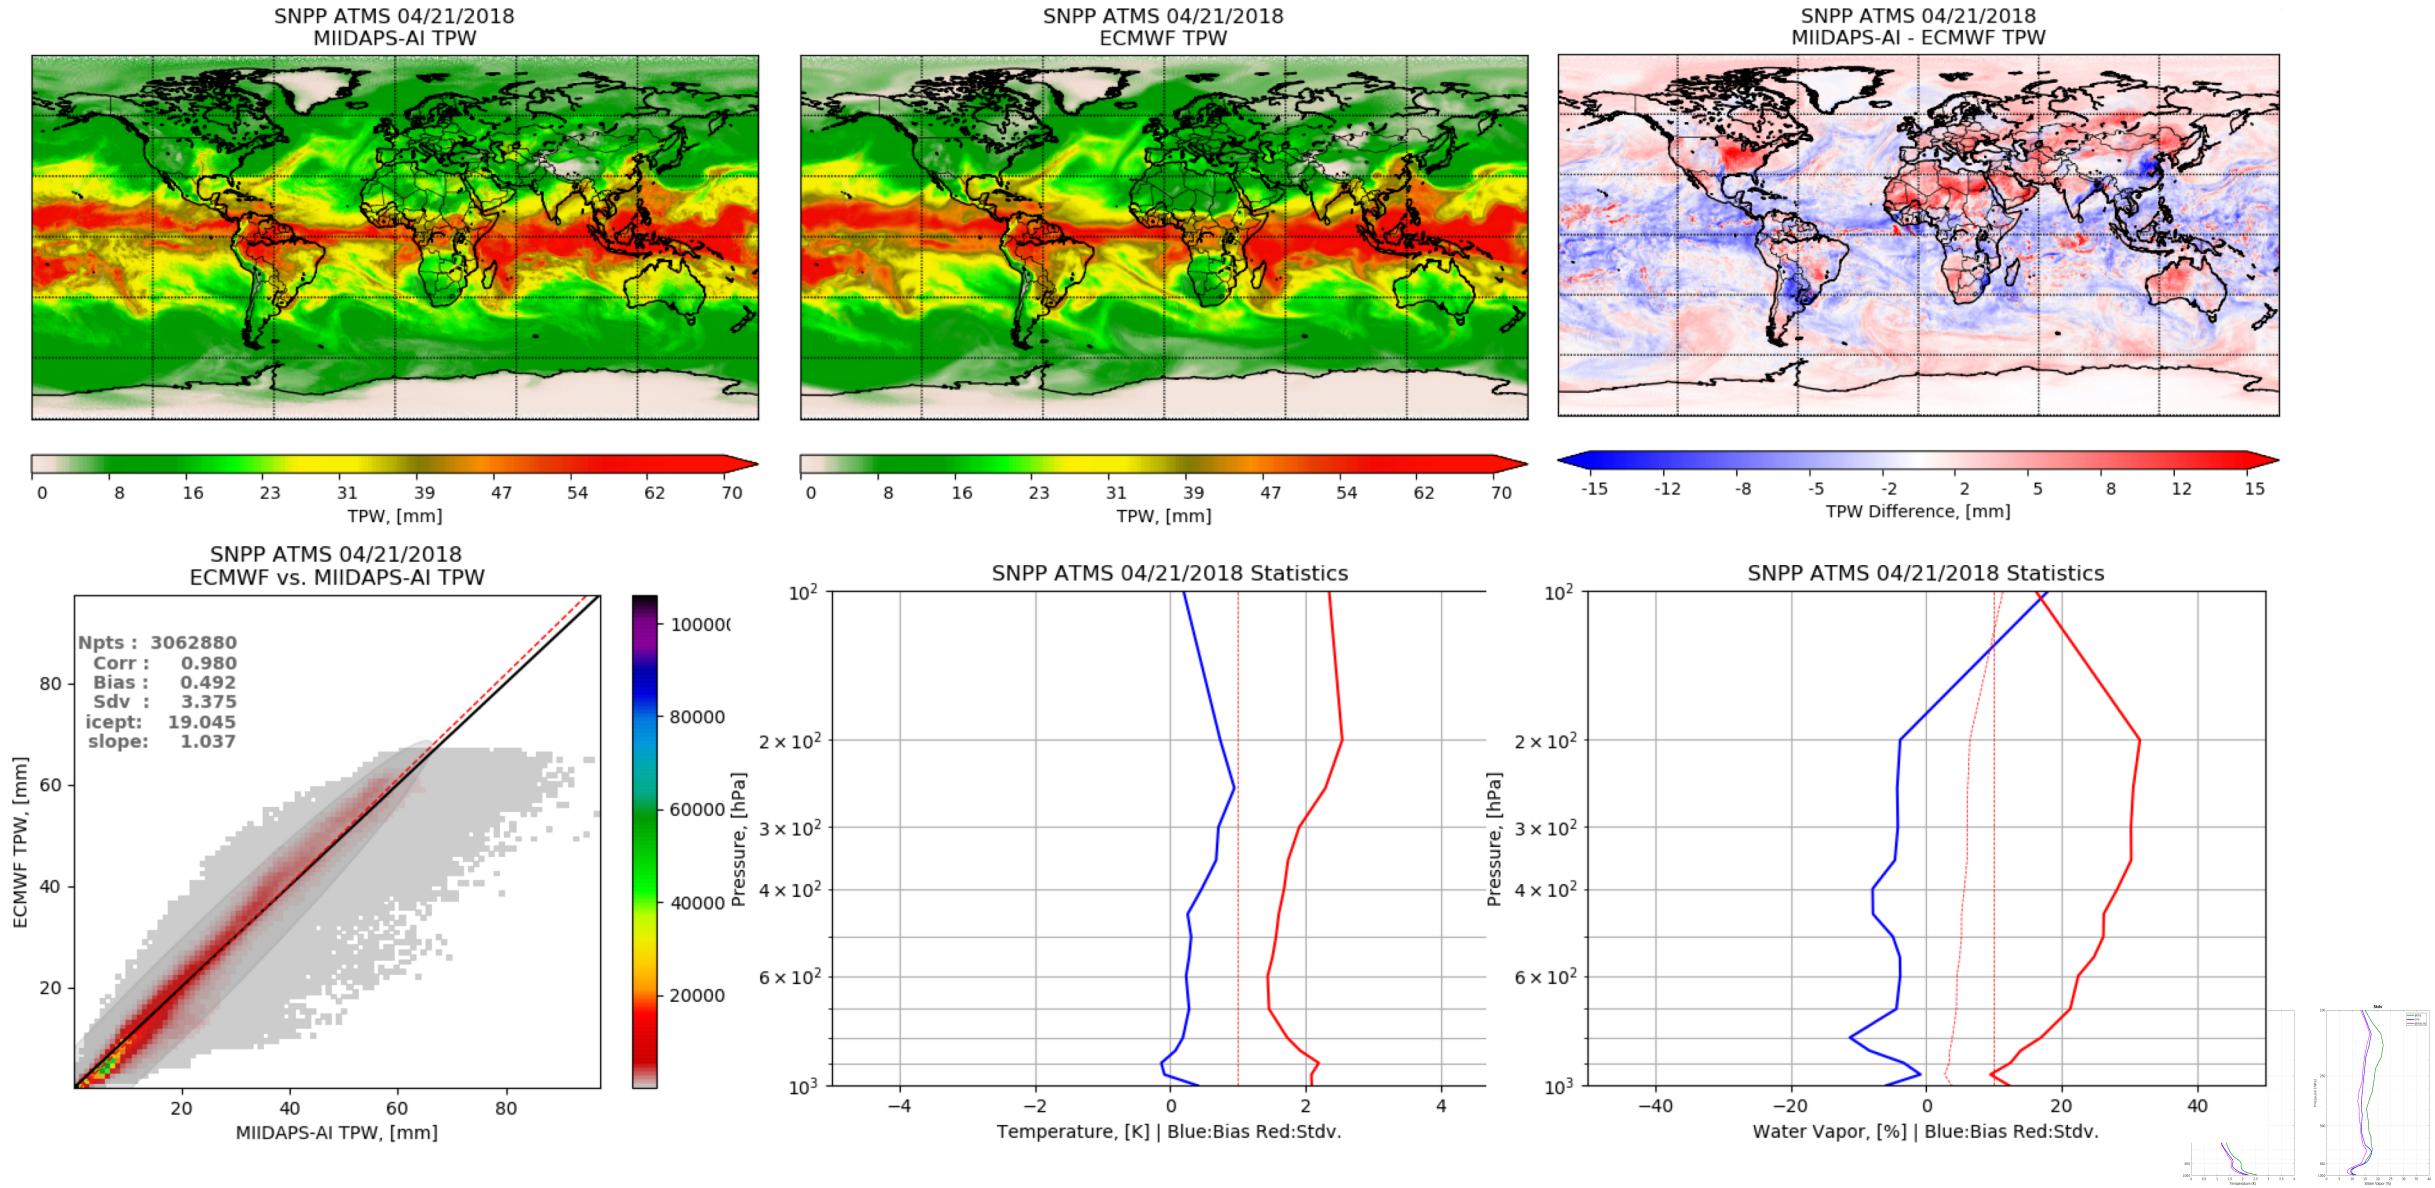 SNPP ATMS 04/21/2018
MIIDAPS-AI TPW
0 8 16 23 31 39 47 54 62 70
TPW, [mm]
SNPP ATMS 04/21/2018
ECMWF TPW
0 8 16 23 31 39 47 54 62 70
TPW, [mm]
SNPP ATMS 04/21/2018
MIIDAPS-AI - ECMWF TPW
-15 -12 -8 -5 -2 2 5 8 12 15
TPW Difference, [mm]
SNPP ATMS 04/21/2018
ECMWF vs. MIIDAPS-AI TPW
Npts : 3062880
Corr : 0.980
Bias : 0.492
Sdv : 3.375
icept: 19.045
slope: 1.037
80
60
40
20
ECMWF TPW, [mm]
20 40 60 80
MIIDAPS-AI TPW, [mm]
80000
60000
40000
20000
SNPP ATMS 04/21/2018 Statistics
10²
2 × 10²
3 × 10²
4 × 10²
6 × 10²
10³
Pressure, [hPa]
−4 −2 0 2 4
Temperature, [K] | Blue:Bias Red:Stdv.
SNPP ATMS 04/21/2018 Statistics
10²
2 × 10²
3 × 10²
4 × 10²
6 × 10²
10³
Pressure, [hPa]
−40 −20 0 20 40
Water Vapor, [%] | Blue:Bias Red:Stdv.